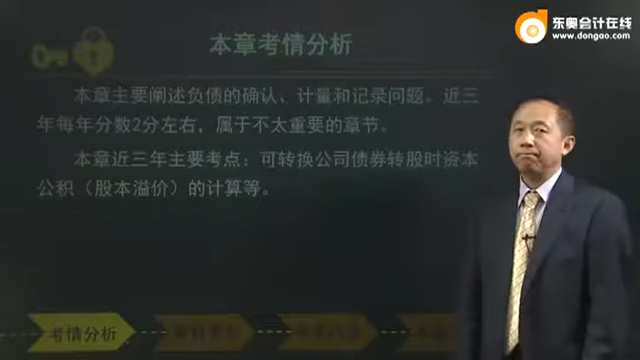 东奥会计在线
www.dongao.com
本章考情分析
本章主要阐述负债的确认、计量和记录问题。近三
年每年分数2分左右，属于不太重要的章节。
本章近三年主要考点：可转换公司债券转股时资本
公积（股本溢价）的计算等。
考情分析